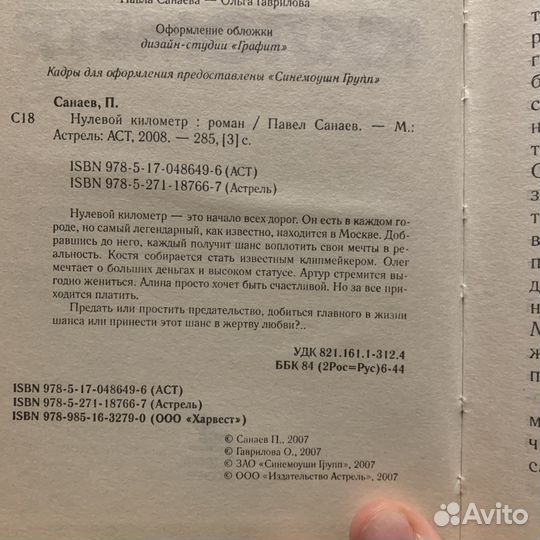 Павла Санаева — Ольга Гаврилова
Оформление обложки
дизайн-студии «Графит»
Кадры для оформления предоставлены «Синемоушн Групп»
Санаев, П.
С18 Нулевой километр : роман / Павел Санаев. — М.:
Астрель: АСТ, 2008. — 285, [3] с.
ISBN 978-5-17-048649-6 (АСТ)
ISBN 978-5-271-18766-7 (Астрель)
Нулевой километр — это начало всех дорог. Он есть в каждом го-
роде, но самый легендарный, как известно, находится в Москве. Доб-
равшись до него, каждый получит шанс воплотить свои мечты в ре-
альность. Костя собирается стать известным клипмейкером. Олег
мечтает о больших деньгах и высоком статусе. Артур стремится вы-
годно жениться. Алина просто хочет быть счастливой. Но за все при-
ходится платить.
Предать или простить предательство, добиться главного в жизни
шанса или принести этот шанс в жертву любви?..
УДК 821.161.1-312.4
ББК 84 (2Рос=Рус)6-44
ISBN 978-5-17-048649-6 (АСТ)
ISBN 978-5-271-18766-7 (Астрель)
ISBN 978-985-16-3279-0 (ООО «Харвест»)
© Санаев П., 2007
© Гаврилова О., 2007
© ЗАО «Синемоушн Групп», 2007
© ООО «Издательство Астрель», 2007
Avito